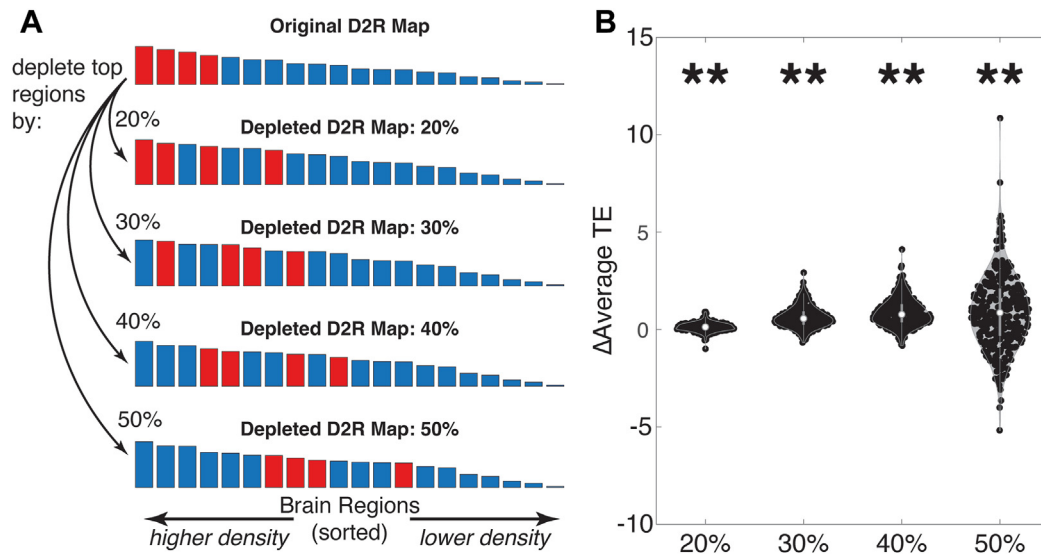 A
Original D2R Map
deplete top
regions
by:
20%
Depleted D2R Map: 20%
30%
Depleted D2R Map: 30%
40%
Depleted D2R Map: 40%
50%
Depleted D2R Map: 50%
Brain Regions
(sorted)
higher density
lower density
B
ΔAverage TE
15
10
5
0
-5
-10
** ** ** **
20% 30% 40% 50%